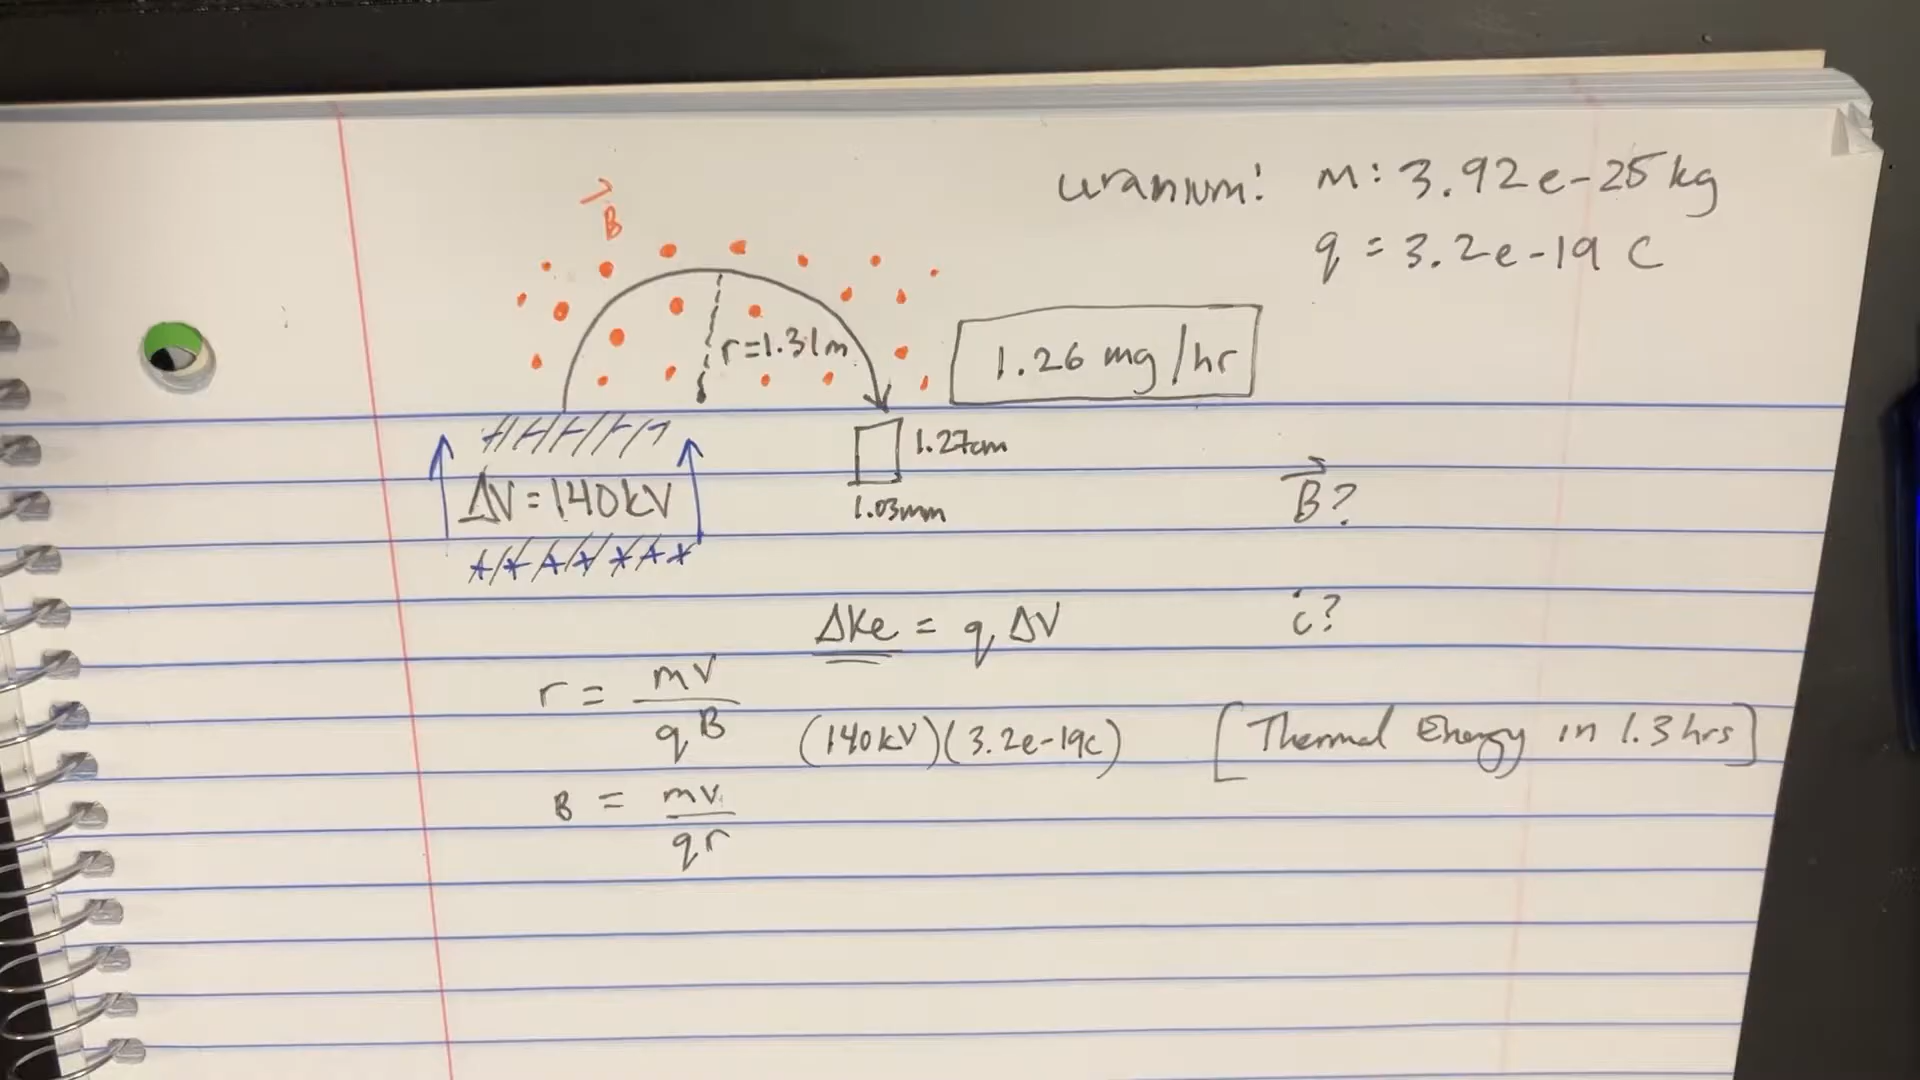 uranium: m: 3.92e-25 kg
q = 3.2e-19 C
B
r=1.31m
1.26 mg/hr
1.27cm
ΔV=140kV
1.03mm
B?
ΔKe = q ΔV
i?
r = mv/qB
(140kV)(3.2e-19C)
[Thermal Energy in 1.3 hrs]
B = mv/qr